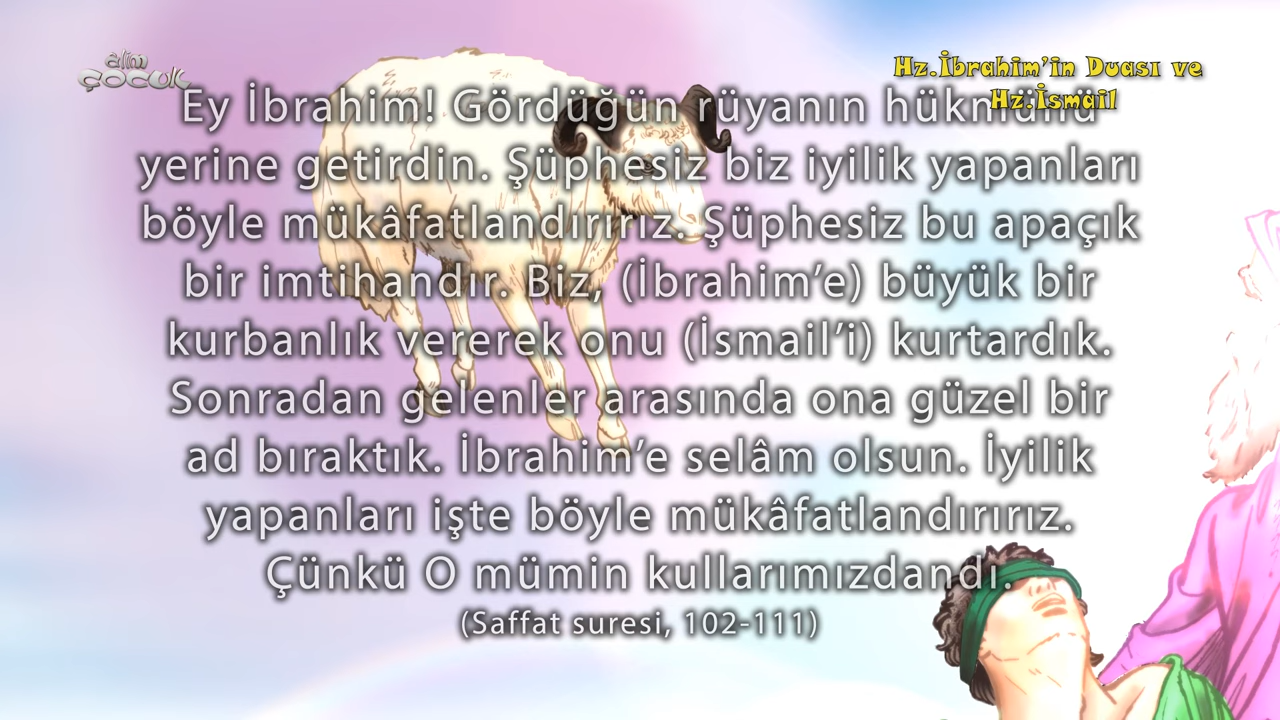 âlim
ÇOCUK
Hz.İbrahim'in Duası ve
Hz.İsmail
Ey İbrahim! Gördüğün rüyanın hükmünü
yerine getirdin. Şüphesiz biz iyilik yapanları
böyle mükâfatlandırırız. Şüphesiz bu apaçık
bir imtihandır. Biz, (İbrahim’e) büyük bir
kurbanlık vererek onu (İsmail’i) kurtardık.
Sonradan gelenler arasında ona güzel bir
ad bıraktık. İbrahim’e selâm olsun. İyilik
yapanları işte böyle mükâfatlandırırız.
Çünkü O mümin kullarımızdandı.
(Saffat suresi, 102-111)